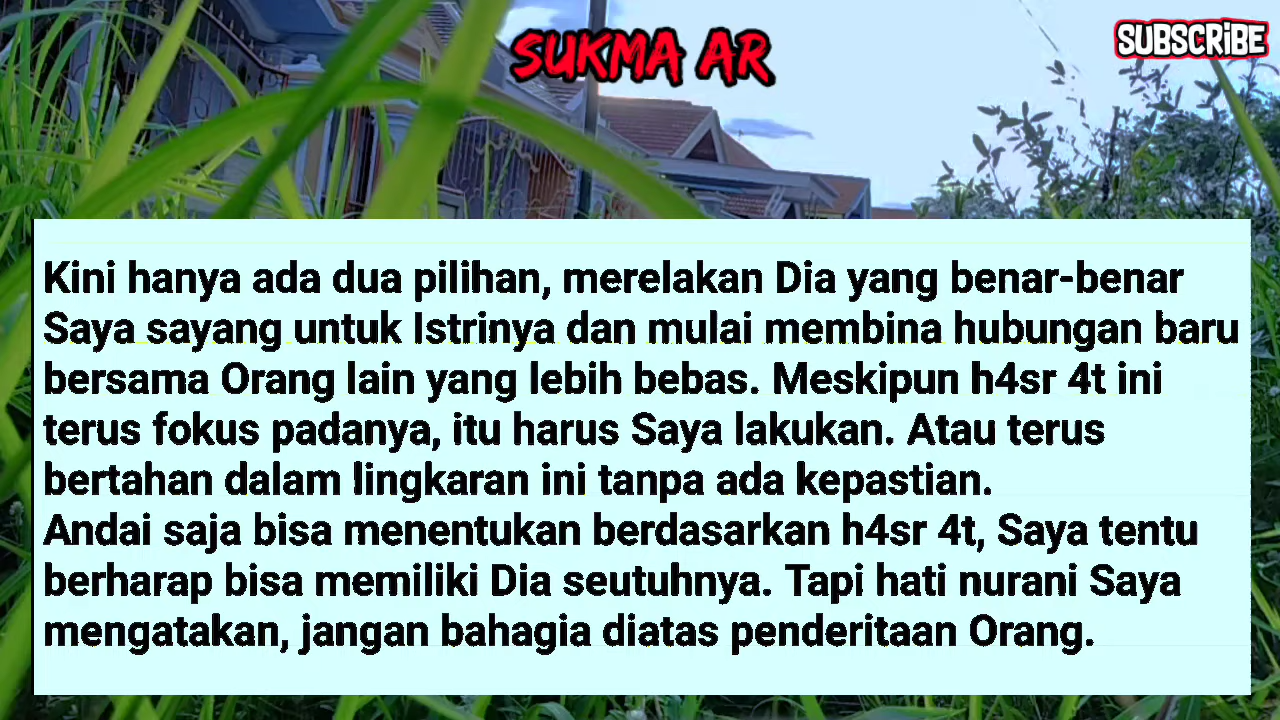 SUKMA AR
SUBSCRiBE
Kini hanya ada dua pilihan, merelakan Dia yang benar-benar
Saya sayang untuk Istrinya dan mulai membina hubungan baru
bersama Orang lain yang lebih bebas. Meskipun h4sr 4t ini
terus fokus padanya, itu harus Saya lakukan. Atau terus
bertahan dalam lingkaran ini tanpa ada kepastian.
Andai saja bisa menentukan berdasarkan h4sr 4t, Saya tentu
berharap bisa memiliki Dia seutuhnya. Tapi hati nurani Saya
mengatakan, jangan bahagia diatas penderitaan Orang.